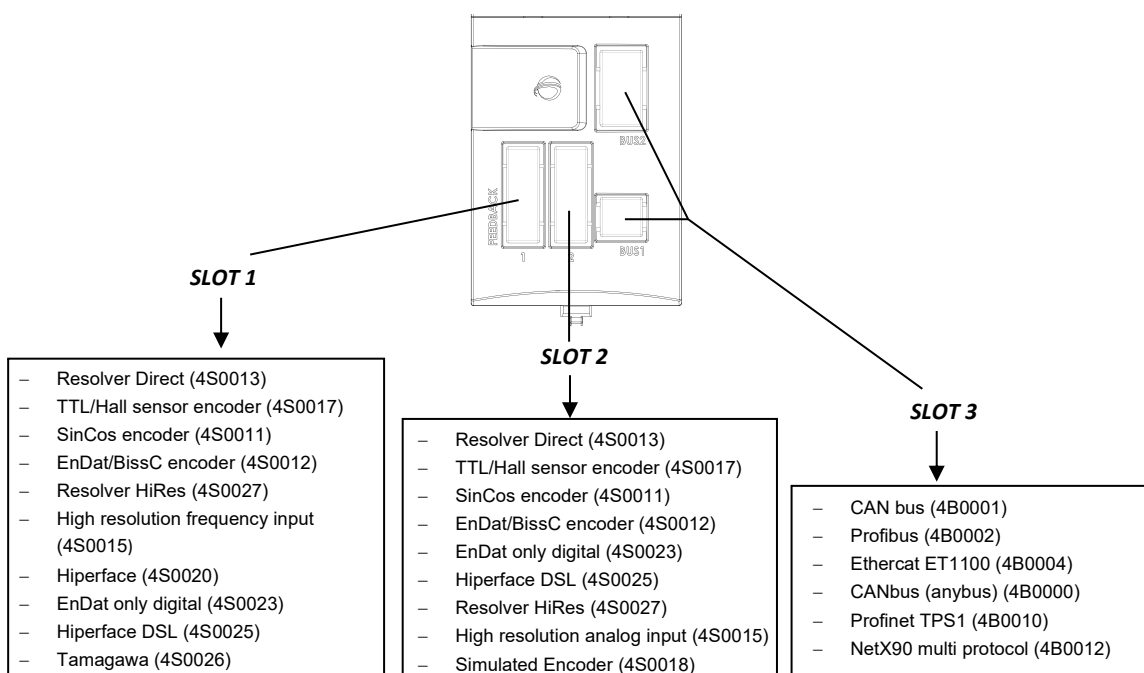 BUS2
FEEDBACK
1
BUS1
SLOT 1
SLOT 2
SLOT 3
– Resolver Direct (4S0013)
– TTL/Hall sensor encoder (4S0017)
– SinCos encoder (4S0011)
– EnDat/BissC encoder (4S0012)
– Resolver HiRes (4S0027)
– High resolution frequency input
(4S0015)
– Hiperface (4S0020)
– EnDat only digital (4S0023)
– Hiperface DSL (4S0025)
– Tamagawa (4S0026)
– Resolver Direct (4S0013)
– TTL/Hall sensor encoder (4S0017)
– SinCos encoder (4S0011)
– EnDat/BissC encoder (4S0012)
– EnDat only digital (4S0023)
– Hiperface DSL (4S0025)
– Resolver HiRes (4S0027)
– High resolution analog input (4S0015)
– Simulated Encoder (4S0018)
– CAN bus (4B0001)
– Profibus (4B0002)
– Ethercat ET1100 (4B0004)
– CANbus (anybus) (4B0000)
– Profinet TPS1 (4B0010)
– NetX90 multi protocol (4B0012)